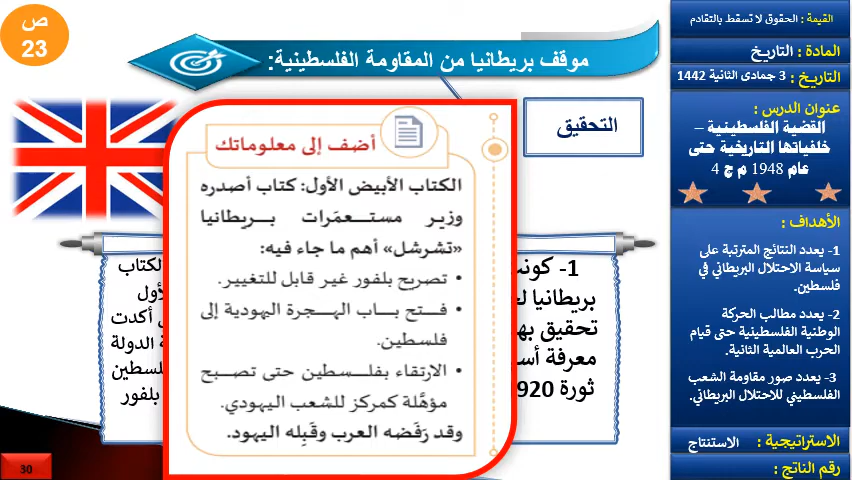 ص
23
موقف بريطانيا من المقاومة الفلسطينية:
التحقيق
أضف إلى معلوماتك
الكتاب الأبيض الأول: كتاب أصدره
وزير مستعمَرات بريطانيا
«تشرشل» أهم ما جاء فيه:
• تصريح بلفور غير قابل للتغيير.
• فتح باب الهجرة اليهودية إلى
فلسطين.
• الارتقاء بفلسطين حتى تصبح
مؤهَّلة كمركز للشعب اليهودي.
وقد رَفَضه العرب وقَبِله اليهود.
1- كونت
بريطانيا
تحقيق
معرفة
ثورة 1920
الكتاب
أكدت
الدولة
بلفور
القيمة : الحقوق لا تسقط بالتقادم
المادة : التاريخ
التاريخ : 3 جمادى الثانية 1442
عنوان الدرس :
القضية الفلسطينية –
خلفياتها التاريخية حتى
عام 1948 م ج 4
الأهداف :
1- يعدد النتائج المترتبة على
سياسة الاحتلال البريطاني في
فلسطين.
2- يعدد مطالب الحركة
الوطنية الفلسطينية حتى قيام
الحرب العالمية الثانية.
3- يعدد صور مقاومة الشعب
الفلسطيني للاحتلال البريطاني.
الاستراتيجية : الاستنتاج
رقم الناتج :
30